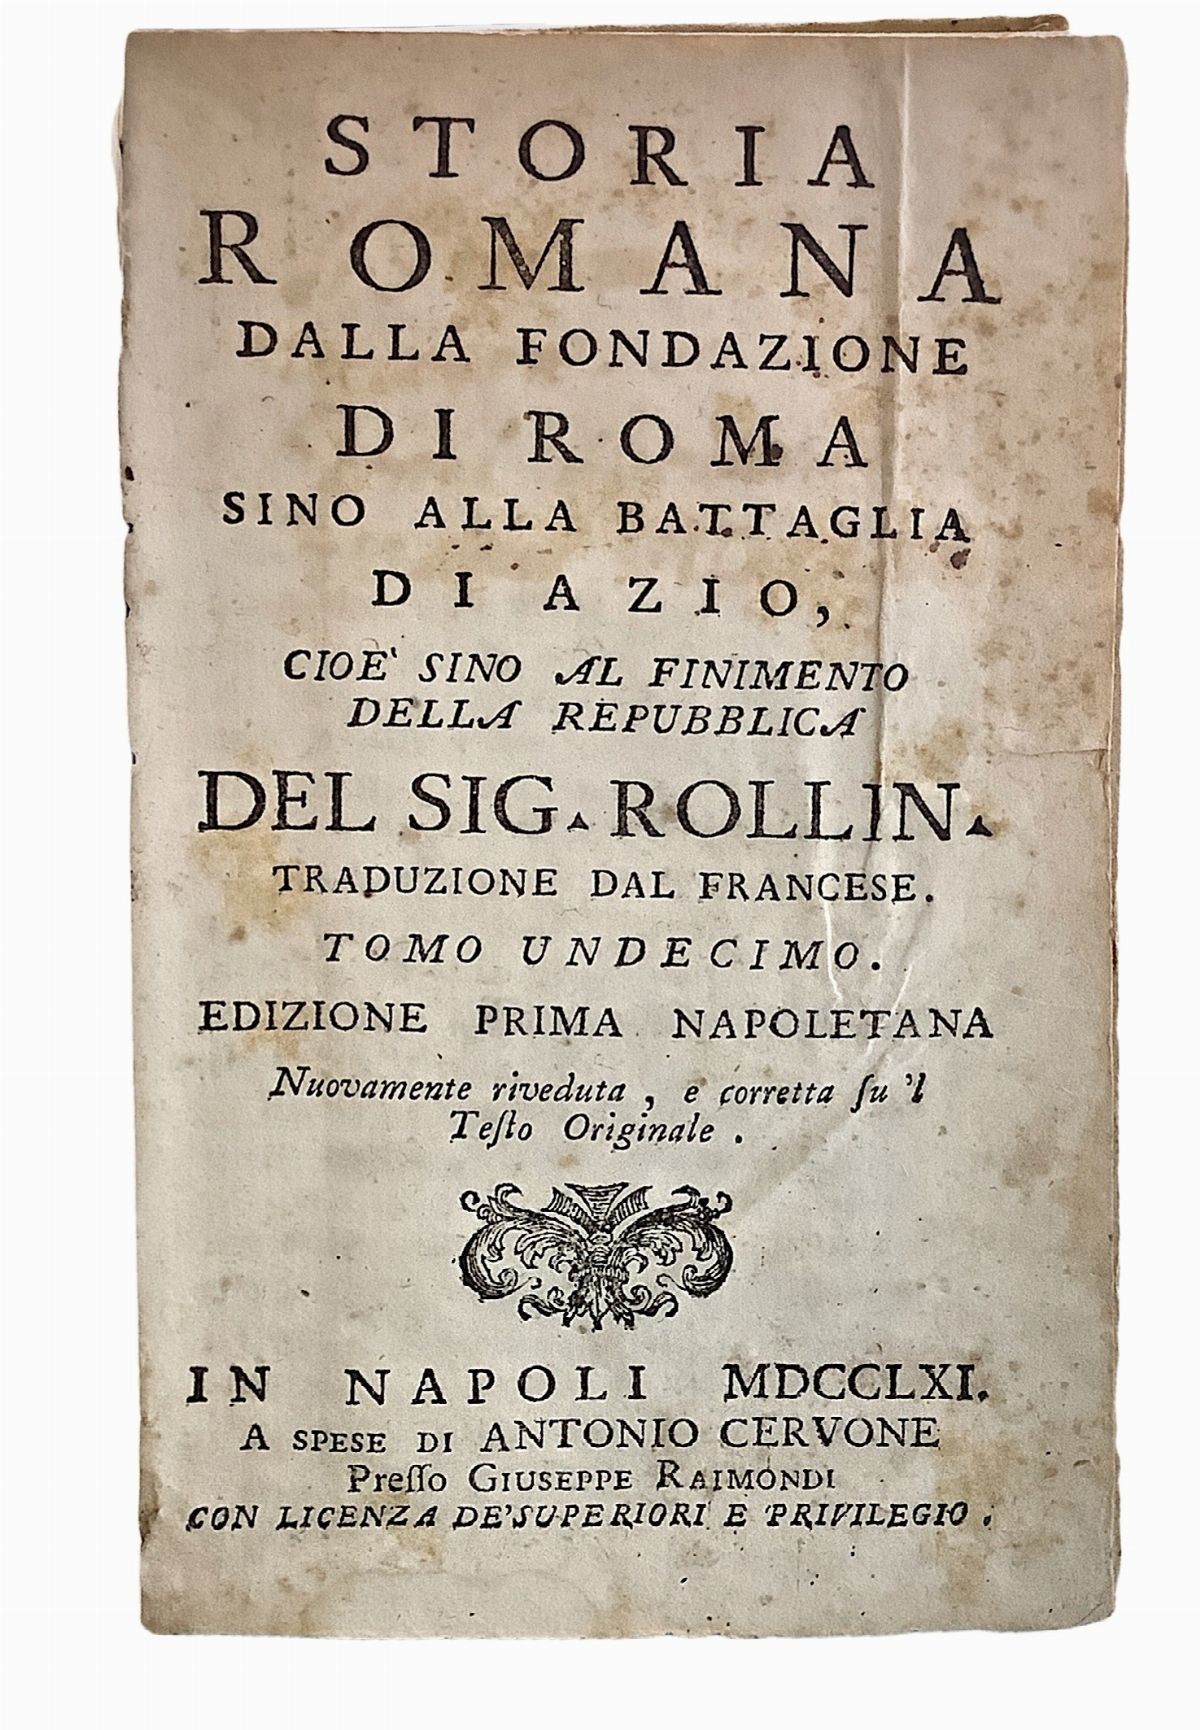 STORIA
ROMANA
DALLA FONDAZIONE
DI ROMA
SINO ALLA BATTAGLIA
DI AZIO,
CIOE' SINO AL FINIMENTO
DELLA REPUBBLICA
DEL SIG. ROLLIN.
TRADUZIONE DAL FRANCESE.
TOMO UNDECIMO.
EDIZIONE PRIMA NAPOLETANA
Nuovamente riveduta, e corretta ſu 'l
Teſto Originale.
IN NAPOLI MDCCLXI.
A SPESE DI ANTONIO CERVONE
Preſſo GIUSEPPE RAIMONDI
CON LICENZA DE'SUPERIORI E PRIVILEGIO.